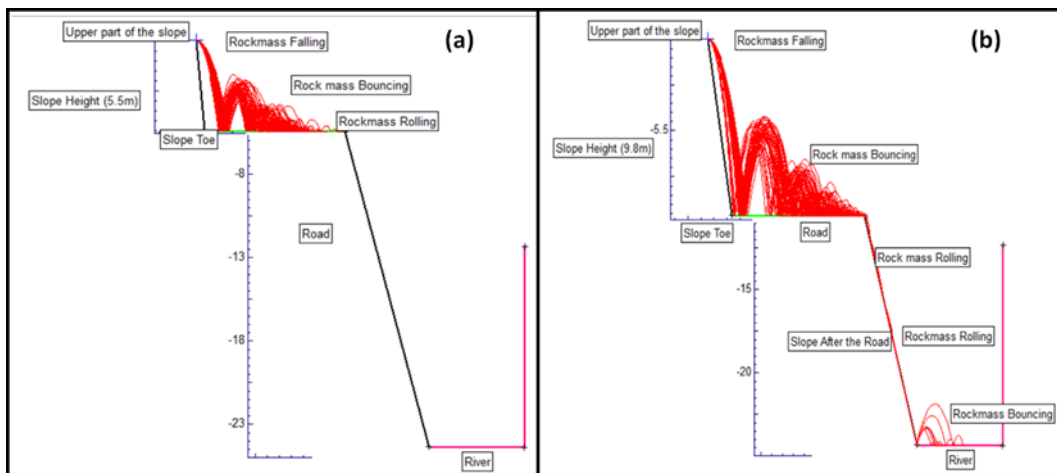 Upper part of the slope
(a)
Rockmass Falling
Rock mass Bouncing
Slope Height (5.5m)
Rockmass Rolling
Slope Toe
-8
Road
-13
-18
-23
River
Upper part of the slope
(b)
Rockmass Falling
-5.5
Slope Height (9.8m)
Rock mass Bouncing
Slope Toe
Road
Rock mass Rolling
-15
Slope After the Road
Rockmass Rolling
-20
Rockmass Bouncing
River